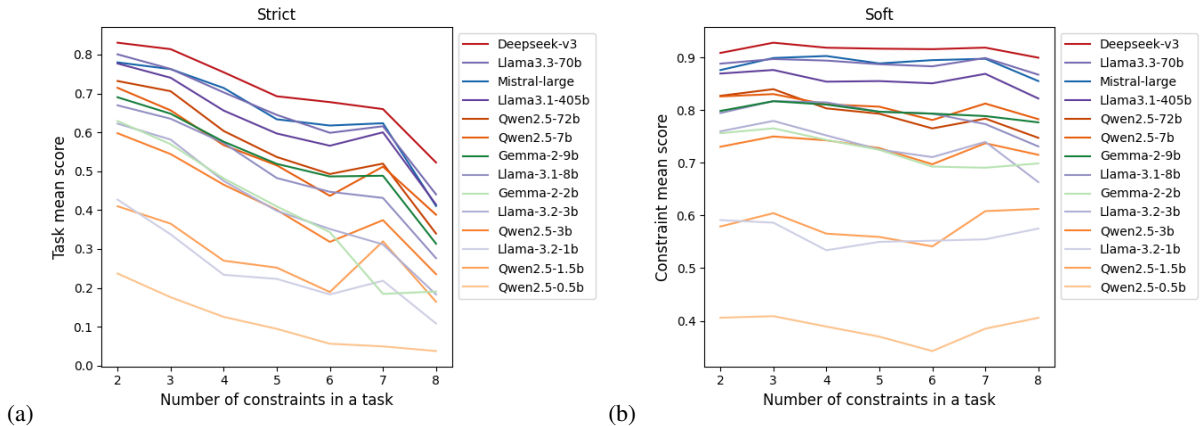 Strict
Task mean score
0.8
0.7
0.6
0.5
0.4
0.3
0.2
0.1
0.0
2 3 4 5 6 7 8
Number of constraints in a task
Deepseek-v3
Llama3.3-70b
Mistral-large
Llama3.1-405b
Qwen2.5-72b
Qwen2.5-7b
Gemma-2-9b
Llama-3.1-8b
Gemma-2-2b
Llama-3.2-3b
Qwen2.5-3b
Llama-3.2-1b
Qwen2.5-1.5b
Qwen2.5-0.5b
(a)
Soft
Constraint mean score
0.9
0.8
0.7
0.6
0.5
0.4
2 3 4 5 6 7 8
Number of constraints in a task
Deepseek-v3
Llama3.3-70b
Mistral-large
Llama3.1-405b
Qwen2.5-72b
Qwen2.5-7b
Gemma-2-9b
Llama-3.1-8b
Gemma-2-2b
Llama-3.2-3b
Qwen2.5-3b
Llama-3.2-1b
Qwen2.5-1.5b
Qwen2.5-0.5b
(b)